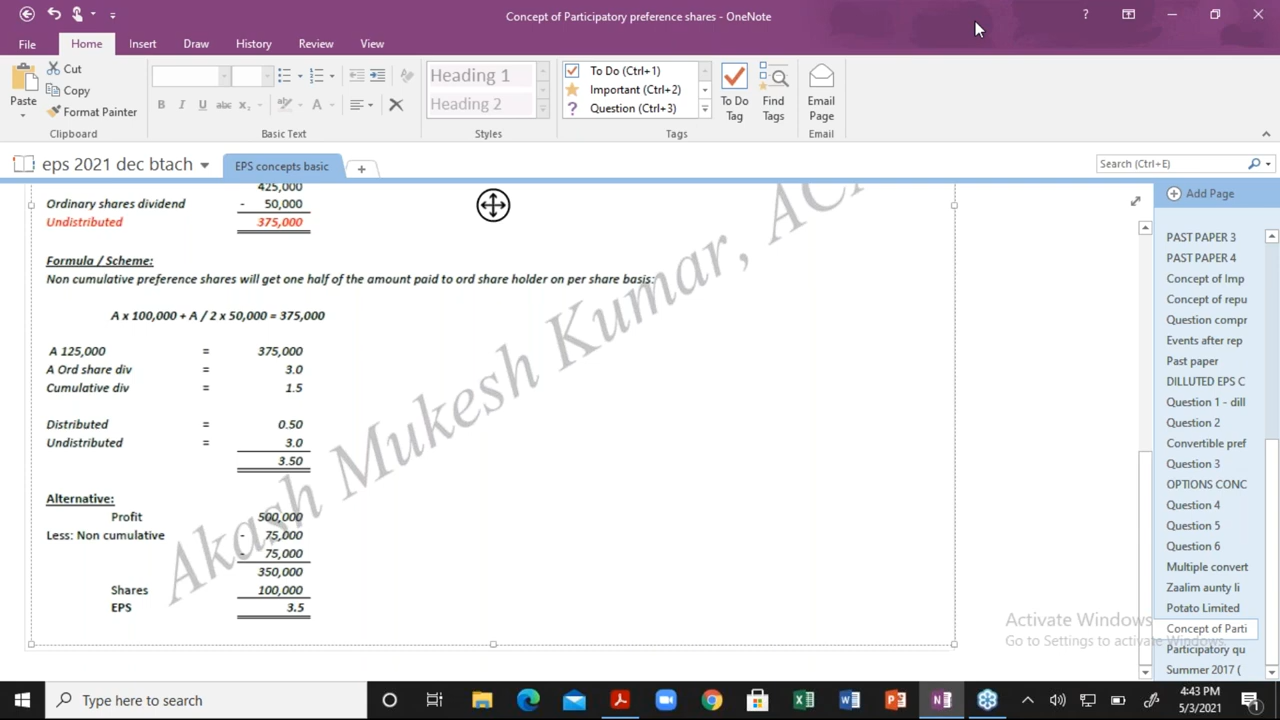 Concept of Participatory preference shares - OneNote
?
File Home Insert Draw History Review View
Paste
Cut
Copy
Format Painter
Clipboard
B I U abc X₂ A
Basic Text
Heading 1
Heading 2
Styles
To Do (Ctrl+1)
Important (Ctrl+2)
? Question (Ctrl+3)
Tags
To Do Tag
Find Tags
Email Page
Email
eps 2021 dec btach
EPS concepts basic
+
Search (Ctrl+E)
425,000
Ordinary shares dividend - 50,000
Undistributed 375,000
Formula / Scheme:
Non cumulative preference shares will get one half of the amount paid to ord share holder on per share basis:
A x 100,000 + A / 2 x 50,000 = 375,000
A 125,000 = 375,000
A Ord share div = 3.0
Cumulative div = 1.5
Distributed = 0.50
Undistributed = 3.0
3.50
Alternative:
Profit 500,000
Less: Non cumulative - 75,000
- 75,000
350,000
Shares 100,000
EPS 3.5
Akash Mukesh Kumar, ACA
Add Page
PAST PAPER 3
PAST PAPER 4
Concept of Imp
Concept of repu
Question compr
Events after rep
Past paper
DILLUTED EPS C
Question 1 - dill
Question 2
Convertible pref
Question 3
OPTIONS CONC
Question 4
Question 5
Question 6
Multiple convert
Zaalim aunty li
Potato Limited
Concept of Parti
Participatory qu
Summer 2017 (
Activate Windows
Go to Settings to activate Windows.
Type here to search
4:43 PM
5/3/2021
1